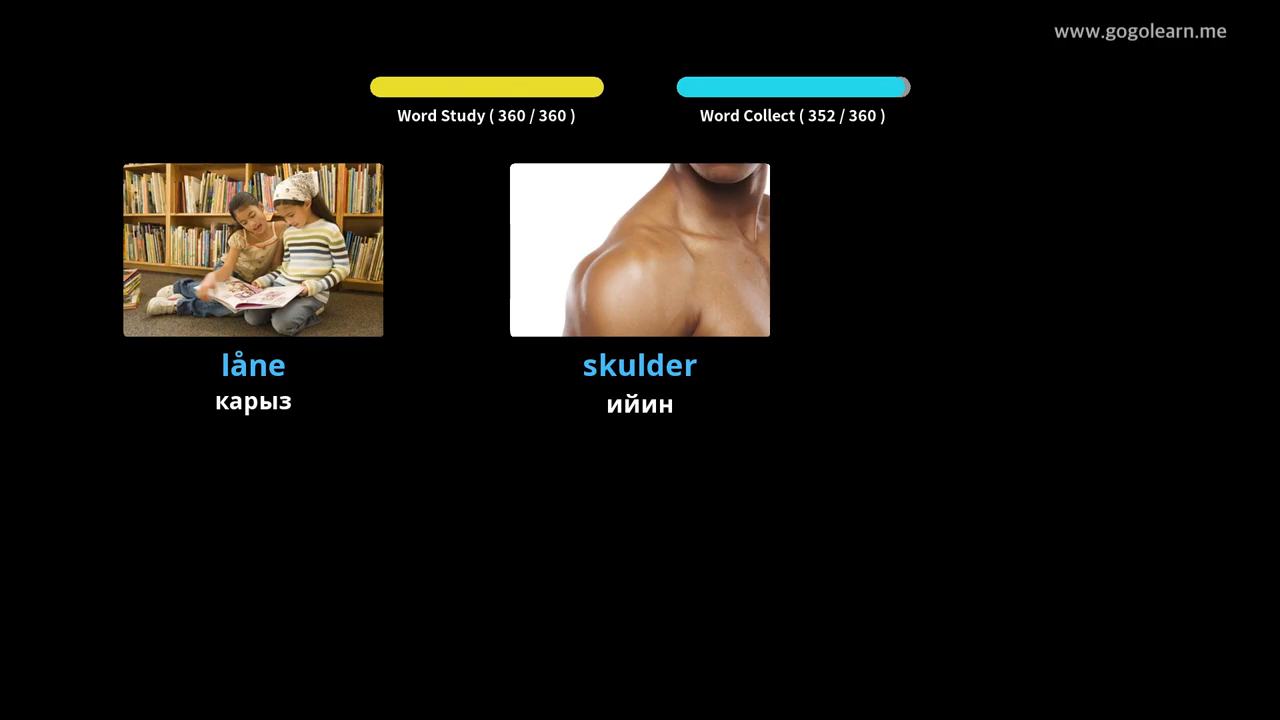 www.gogolearn.me
Word Study ( 360 / 360 )
Word Collect ( 352 / 360 )
låne
карыз
skulder
ийин